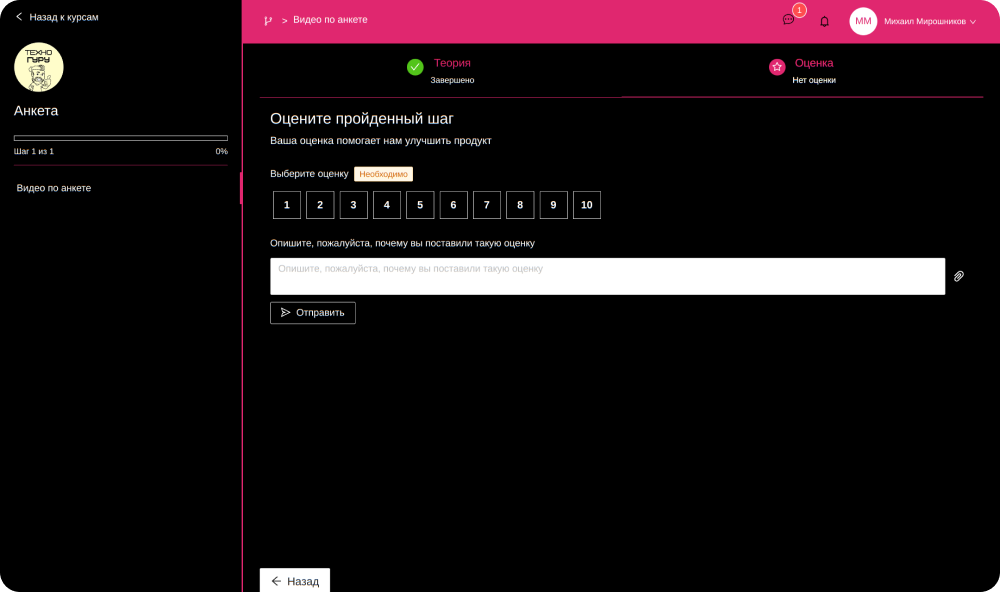 Назад к курсам
ТЕХНО
ГУРУ
Анкета
Шаг 1 из 1
0%
Видео по анкете
> Видео по анкете
1
ММ
Михаил Мирошников
Теория
Завершено
Оценка
Нет оценки
Оцените пройденный шаг
Ваша оценка помогает нам улучшить продукт
Выберите оценку Необходимо
1 2 3 4 5 6 7 8 9 10
Опишите, пожалуйста, почему вы поставили такую оценку
Опишите, пожалуйста, почему вы поставили такую оценку
Отправить
Назад